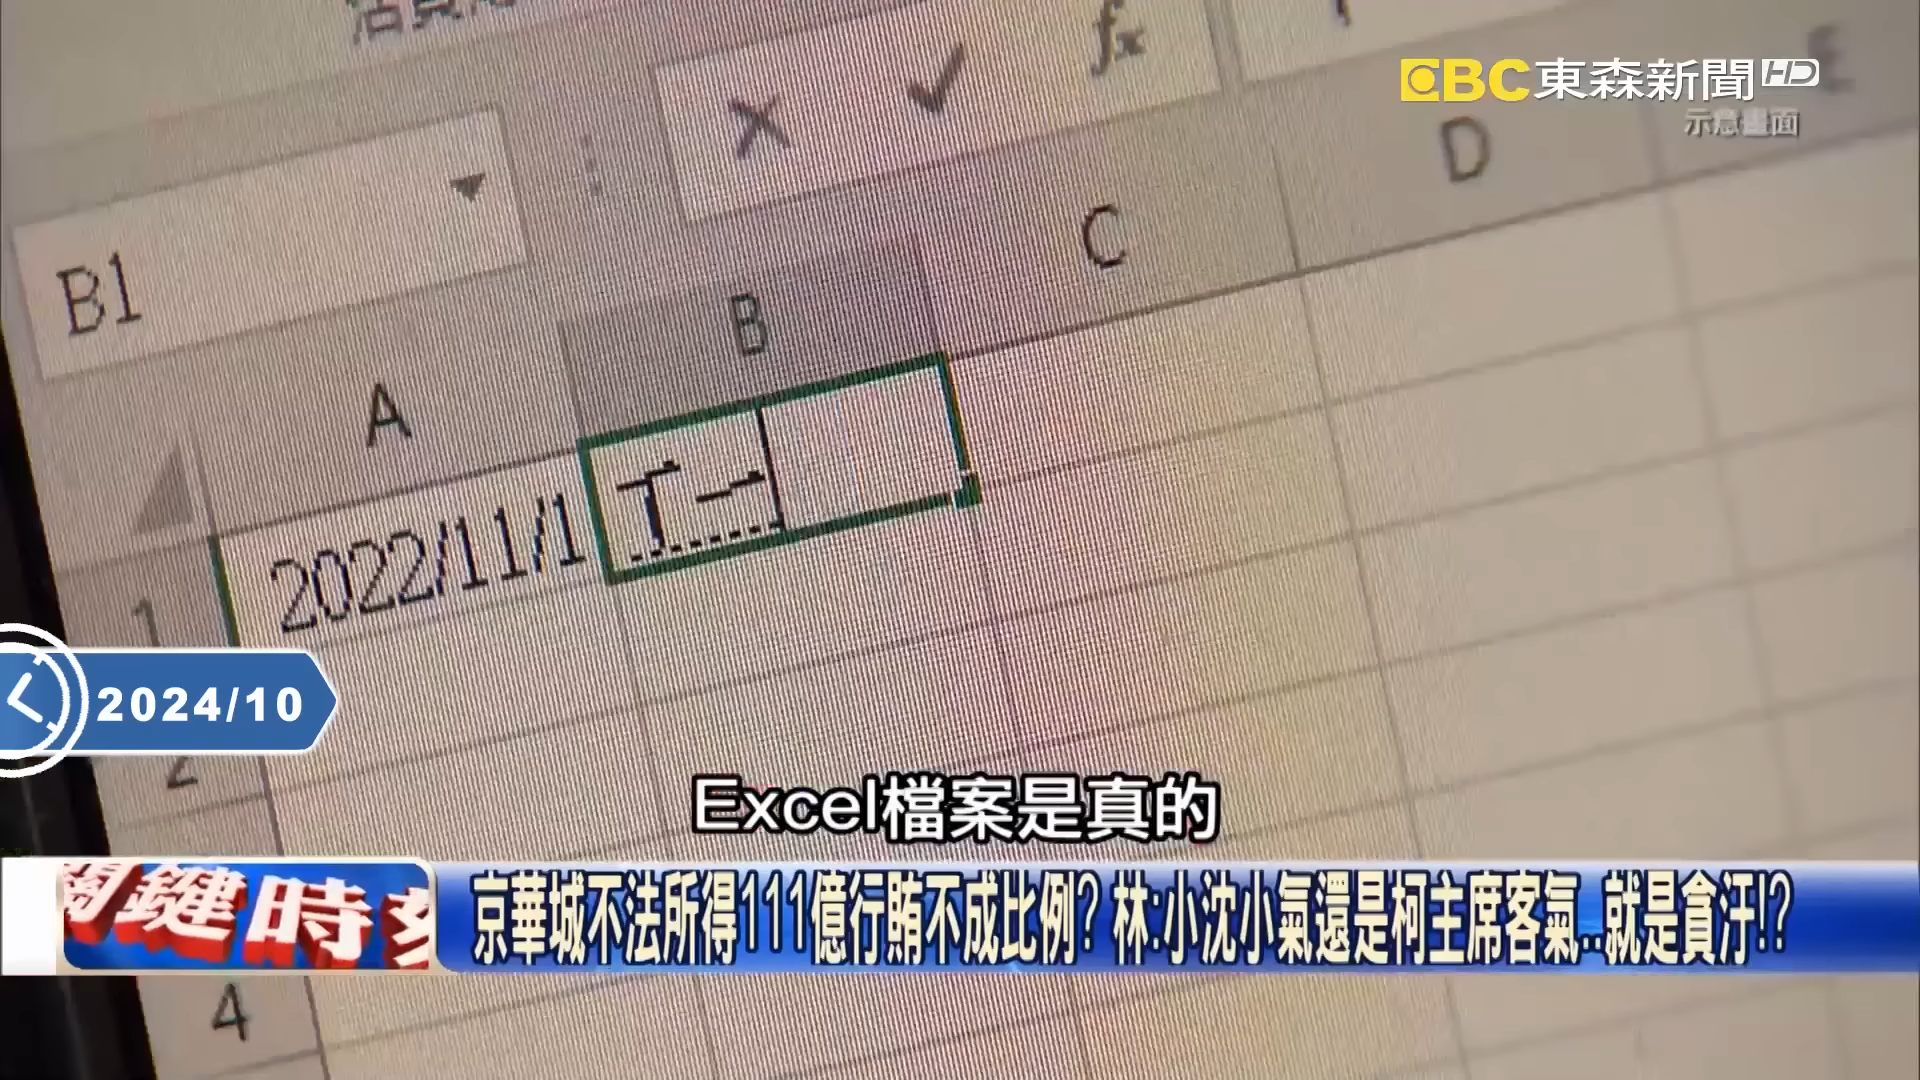 EBC東森新聞HD
示意畫面
B1
fx
A
B
C
D
E
1
2022/11/1
2024/10
2
Excel檔案是真的
關鍵時刻
京華城不法所得111億行賄不成比例? 林:小沈小氣還是柯主席客氣..就是貪汙!?
4